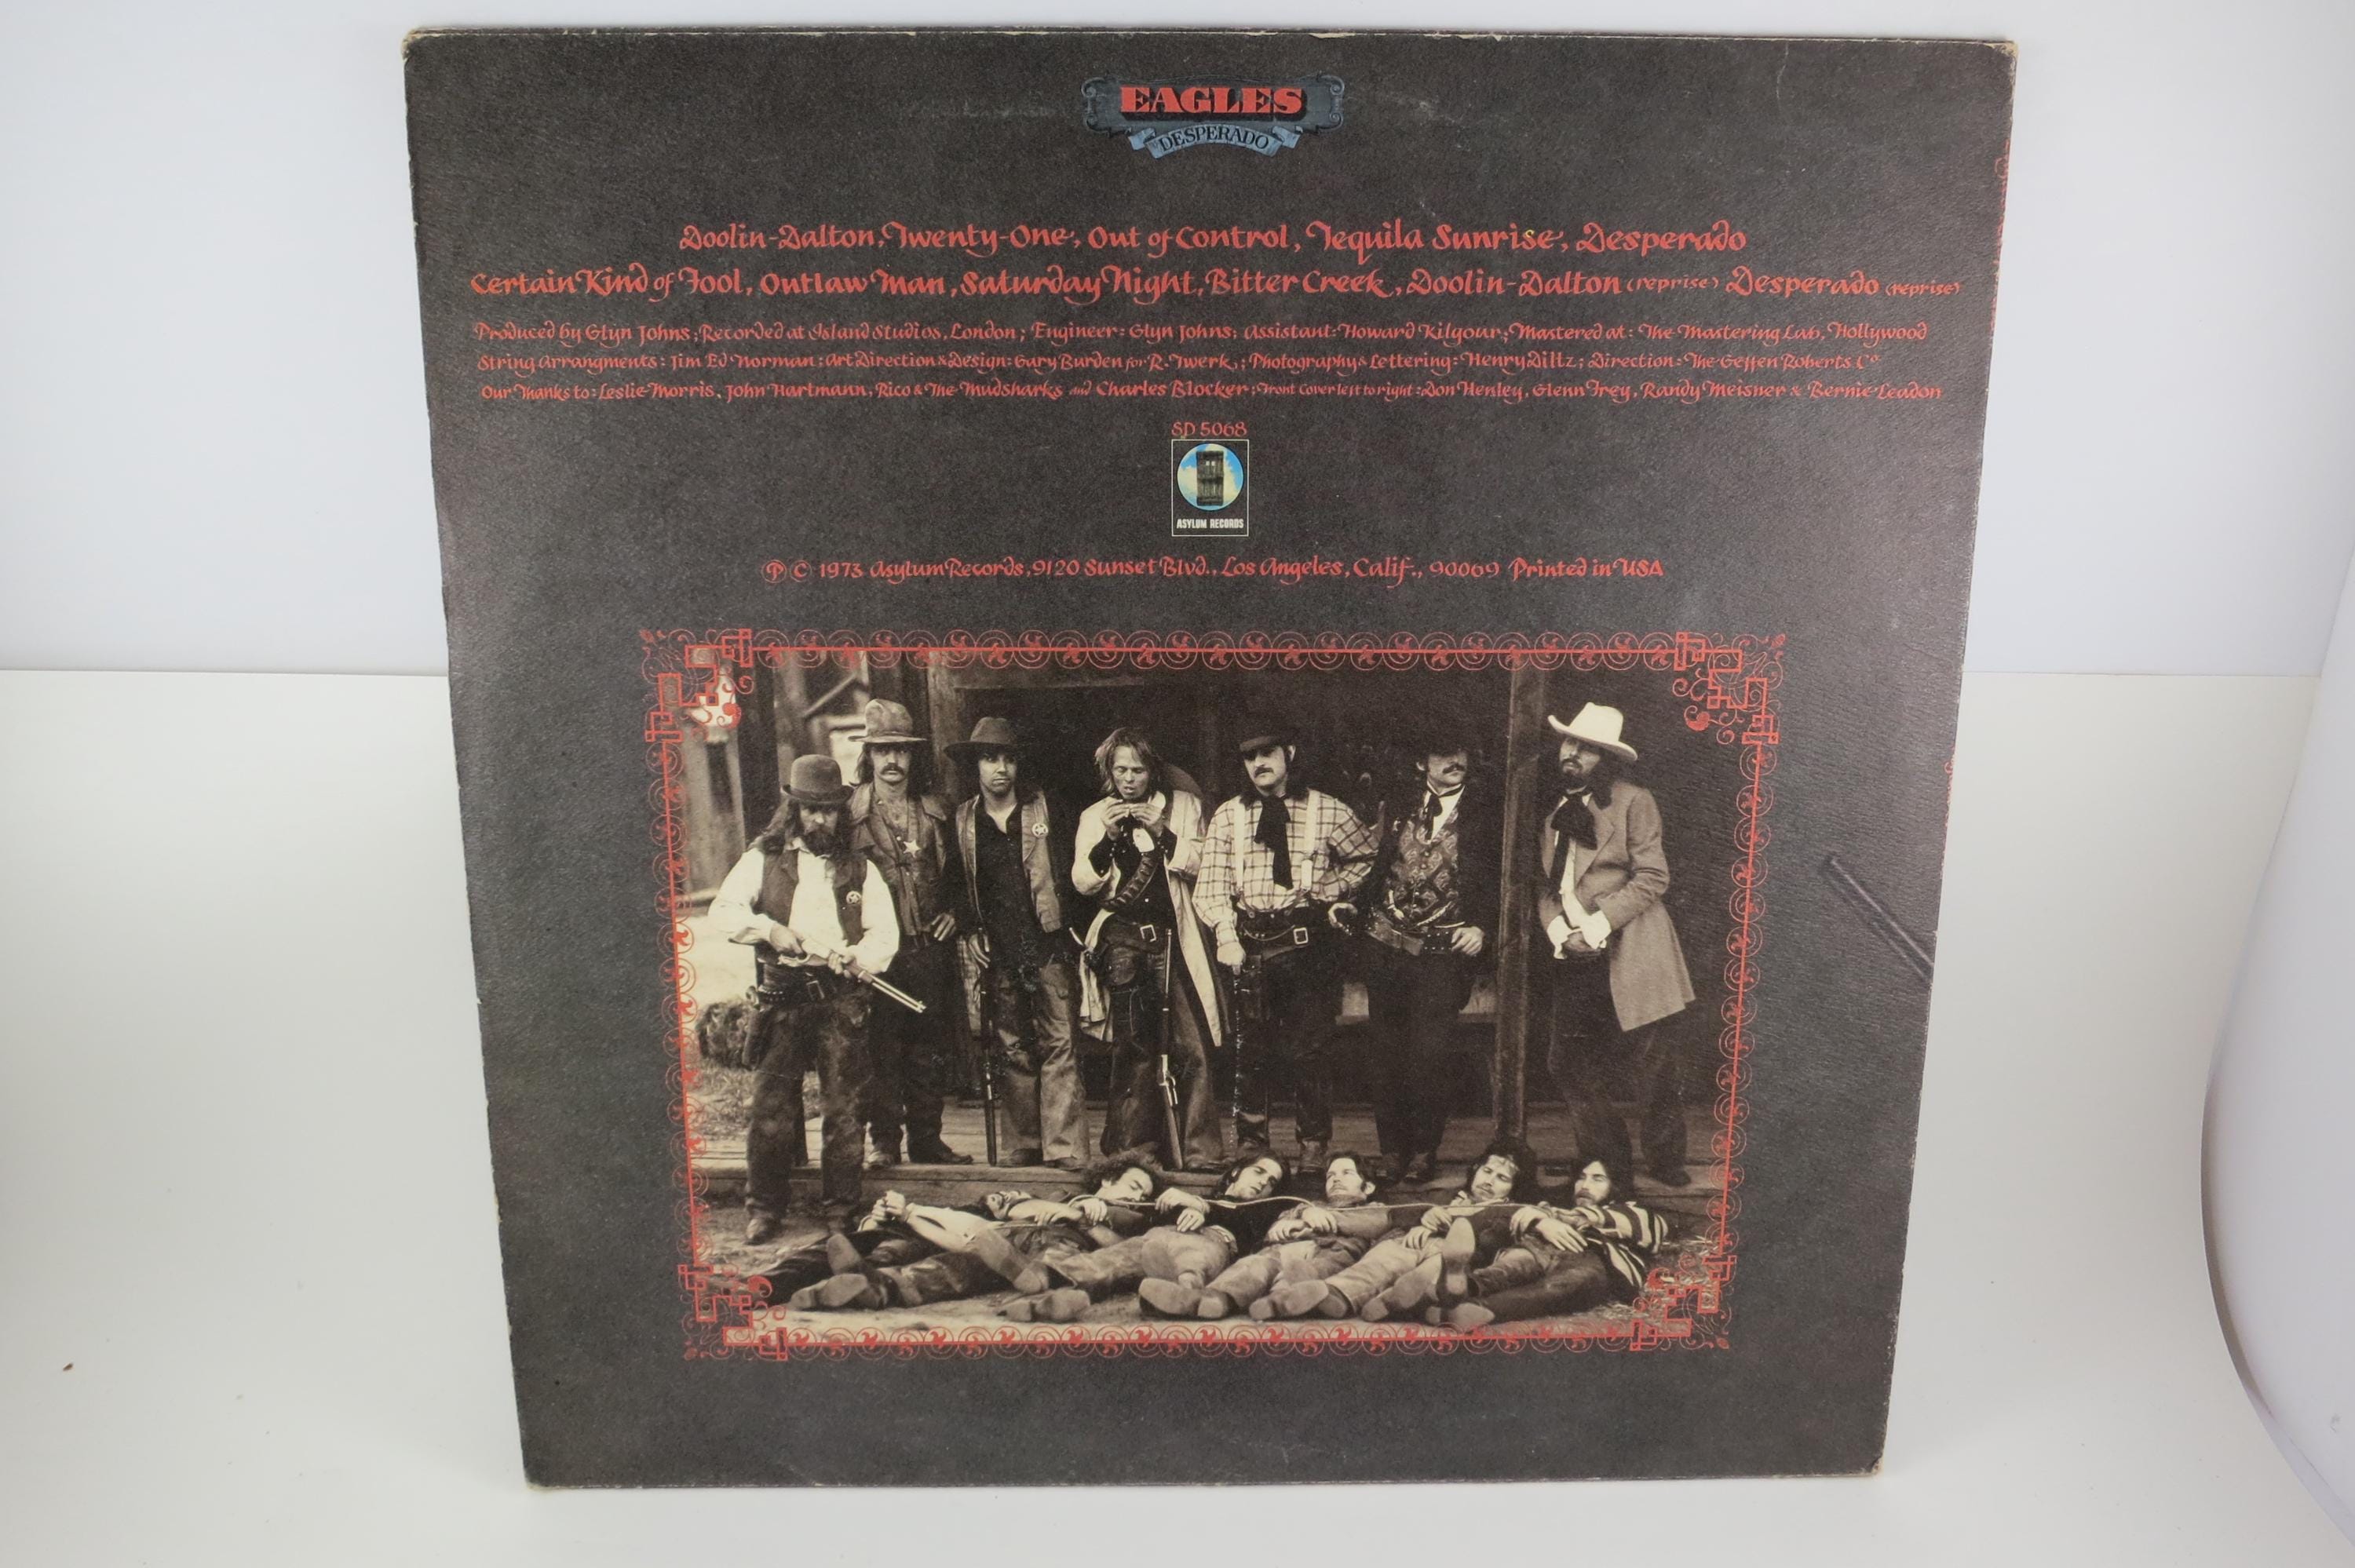 EAGLES
DESPERADO
Doolin-Dalton, Twenty-One, Out of Control, Tequila Sunrise, Desperado
Certain Kind of Fool, Outlaw Man, Saturday Night, Bitter Creek, Doolin-Dalton (reprise) Desperado (reprise)
Produced by Glyn Johns; Recorded at Island Studios, London; Engineer: Glyn Johns; Assistant: Howard Kilgour; Mastered at: The Mastering Lab, Hollywood
String Arrangments: Jim Ed Norman: Art Direction & Design: Gary Burden for R. Twerk,; Photography & Lettering: Henry Diltz; Direction: The Geffen Roberts Co
Our Thanks to: Leslie Morris, John Hartmann, Rico & The Mudsharks and Charles Blocker; Front Cover left to right: Don Henley, Glenn Frey, Randy Meisner & Bernie Leadon
SD 5068
ASYLUM RECORDS
Ⓟ © 1973 Asylum Records, 9120 Sunset Blvd., Los Angeles, Calif., 90069 Printed in USA